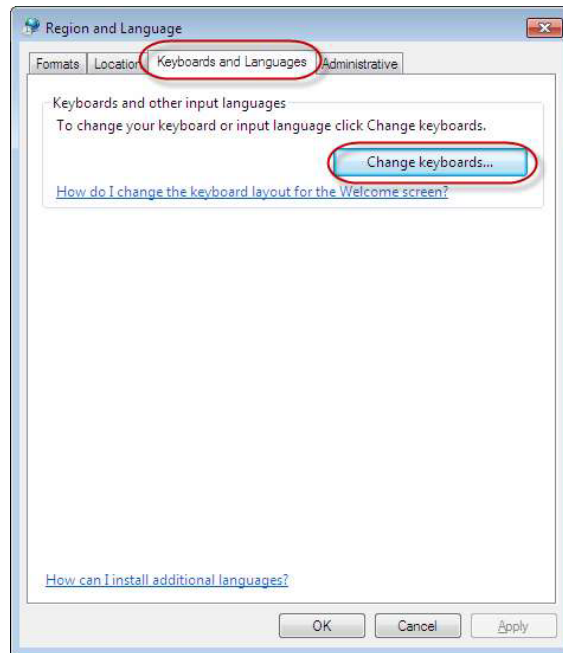 Region and Language
Formats Location Keyboards and Languages Administrative
Keyboards and other input languages
To change your keyboard or input language click Change keyboards.
Change keyboards...
How do I change the keyboard layout for the Welcome screen?
How can I install additional languages?
OK Cancel Apply